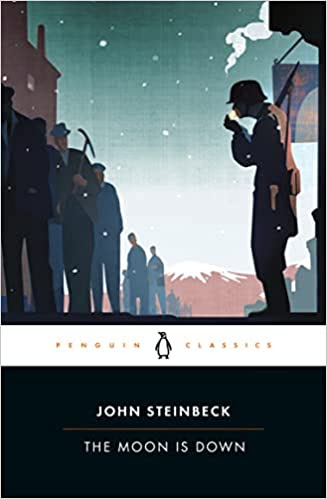 PENGUIN CLASSICS
JOHN STEINBECK
THE MOON IS DOWN